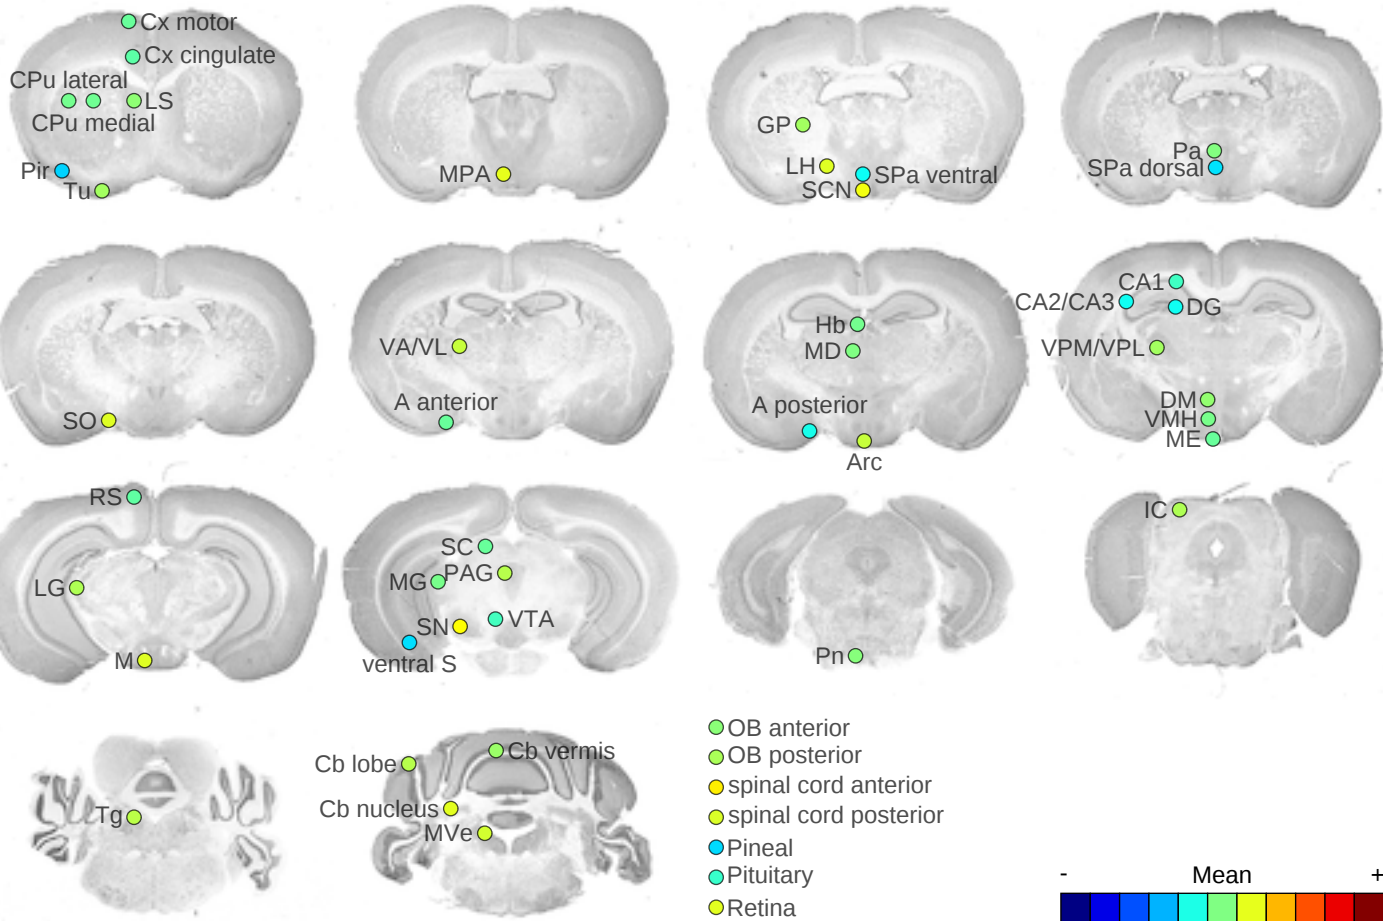 Cx motor
Cx cingulate
CPu lateral
LS
CPu medial
Pir
Tu
MPA
GP
LH
SPa ventral
SCN
Pa
SPa dorsal
SO
VA/VL
A anterior
Hb
MD
A posterior
Arc
CA1
CA2/CA3
DG
VPM/VPL
DM
VMH
ME
RS
LG
M
SC
PAG
MG
SN
VTA
ventral S
Pn
IC
Tg
Cb lobe
Cb vermis
Cb nucleus
MVe
OB anterior
OB posterior
spinal cord anterior
spinal cord posterior
Pineal
Pituitary
Retina
- Mean +